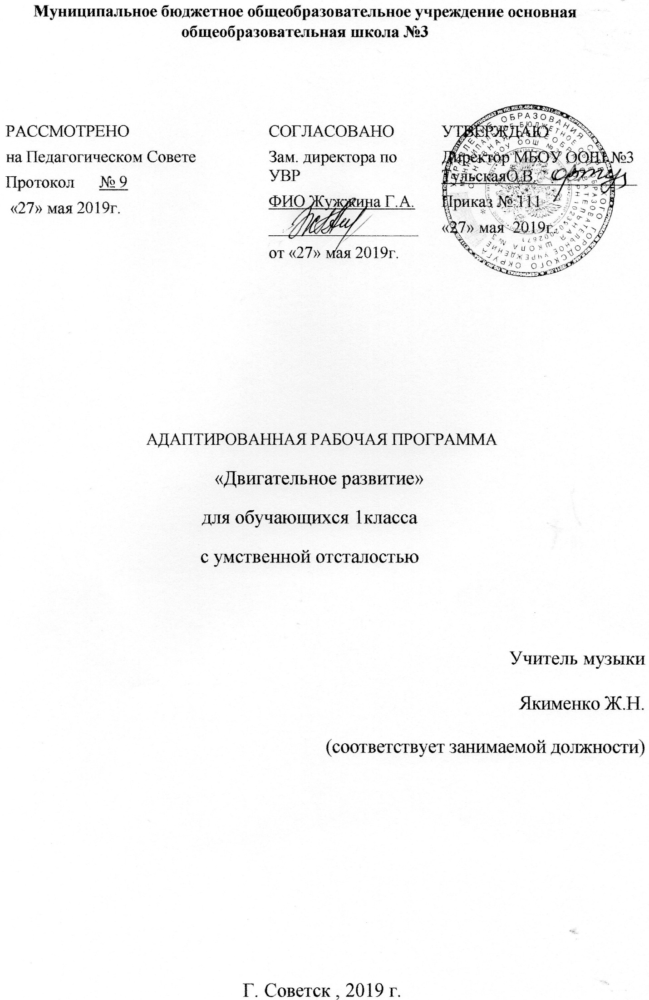 Муниципальное бюджетное общеобразовательное учреждение основная
общеобразовательная школа №3
РАССМОТРЕНО
на Педагогическом Совете
Протокол № 9
«27» мая 2019г.
СОГЛАСОВАНО
Зам. директора по
УВР
ФИО Жужжина Г.А.
от «27» мая 2019г.
УТВЕРЖДАЮ
Директор МБОУ ООШ №3
ТульскаяО.В.
Приказ № 111
«27» мая 2019г.
АДАПТИРОВАННАЯ РАБОЧАЯ ПРОГРАММА
«Двигательное развитие»
для обучающихся 1класса
с умственной отсталостью
Учитель музыки
Якименко Ж.Н.
(соответствует занимаемой должности)
Г. Советск , 2019 г.